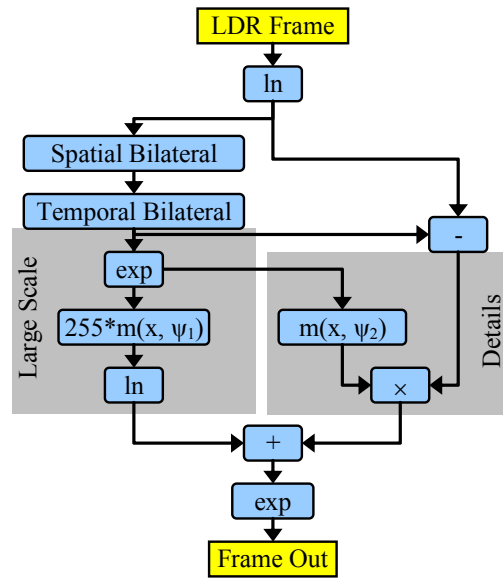 LDR Frame
ln
Spatial Bilateral
Temporal Bilateral
-
Large Scale
exp
255*m(x, ψ₁)
m(x, ψ₂)
Details
ln
×
+
exp
Frame Out